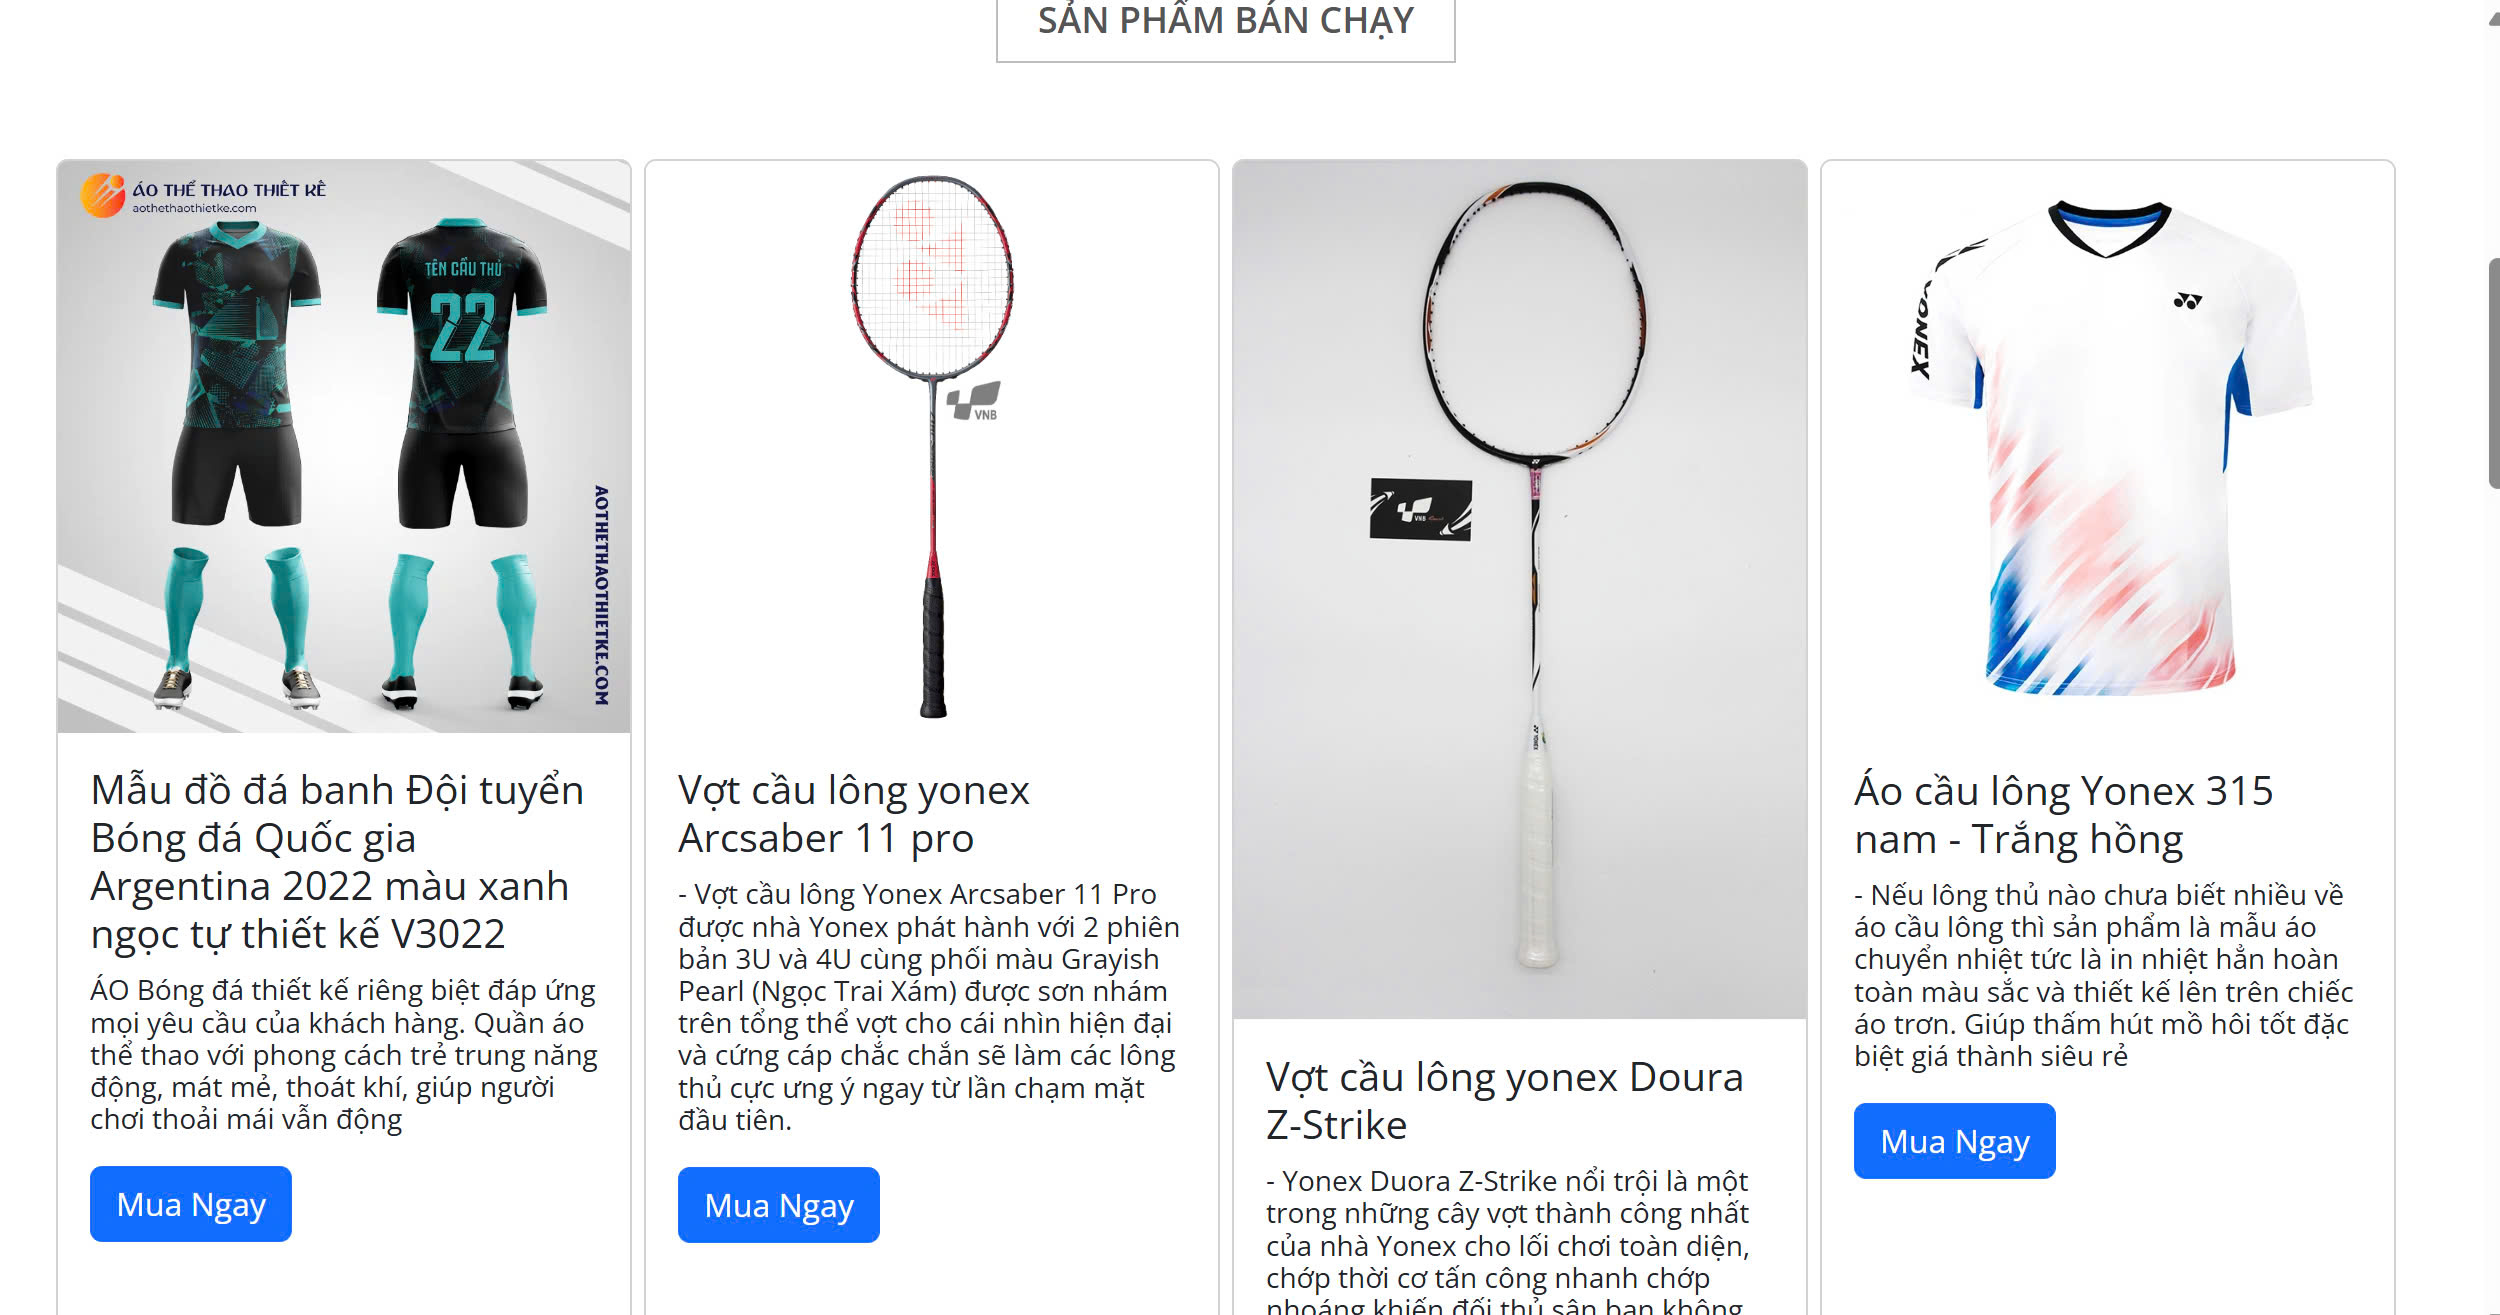 SẢN PHẨM BÁN CHẠY
ÁO THỂ THAO THIẾT KẾ
aothethaothietke.com
TÊN CẦU THỦ
22
AOTHETHAOTHIETKE.COM
Mẫu đồ đá banh Đội tuyển
Bóng đá Quốc gia
Argentina 2022 màu xanh
ngọc tự thiết kế V3022
ÁO Bóng đá thiết kế riêng biệt đáp ứng
mọi yêu cầu của khách hàng. Quần áo
thể thao với phong cách trẻ trung năng
động, mát mẻ, thoát khí, giúp người
chơi thoải mái vẫn động
Mua Ngay
VNB
Vợt cầu lông yonex
Arcsaber 11 pro
- Vợt cầu lông Yonex Arcsaber 11 Pro
được nhà Yonex phát hành với 2 phiên
bản 3U và 4U cùng phối màu Grayish
Pearl (Ngọc Trai Xám) được sơn nhám
trên tổng thể vợt cho cái nhìn hiện đại
và cứng cáp chắc chắn sẽ làm các lông
thủ cực ưng ý ngay từ lần chạm mặt
đầu tiên.
Mua Ngay
VNB
YONEX
Vợt cầu lông yonex Doura
Z-Strike
- Yonex Duora Z-Strike nổi trội là một
trong những cây vợt thành công nhất
của nhà Yonex cho lối chơi toàn diện,
chớp thời cơ tấn công nhanh chớp
nhoáng khiến đối thủ sân bạn không
YONEX
Áo cầu lông Yonex 315
nam - Trắng hồng
- Nếu lông thủ nào chưa biết nhiều về
áo cầu lông thì sản phẩm là mẫu áo
chuyển nhiệt tức là in nhiệt hẳn hoàn
toàn màu sắc và thiết kế lên trên chiếc
áo trơn. Giúp thấm hút mồ hôi tốt đặc
biệt giá thành siêu rẻ
Mua Ngay